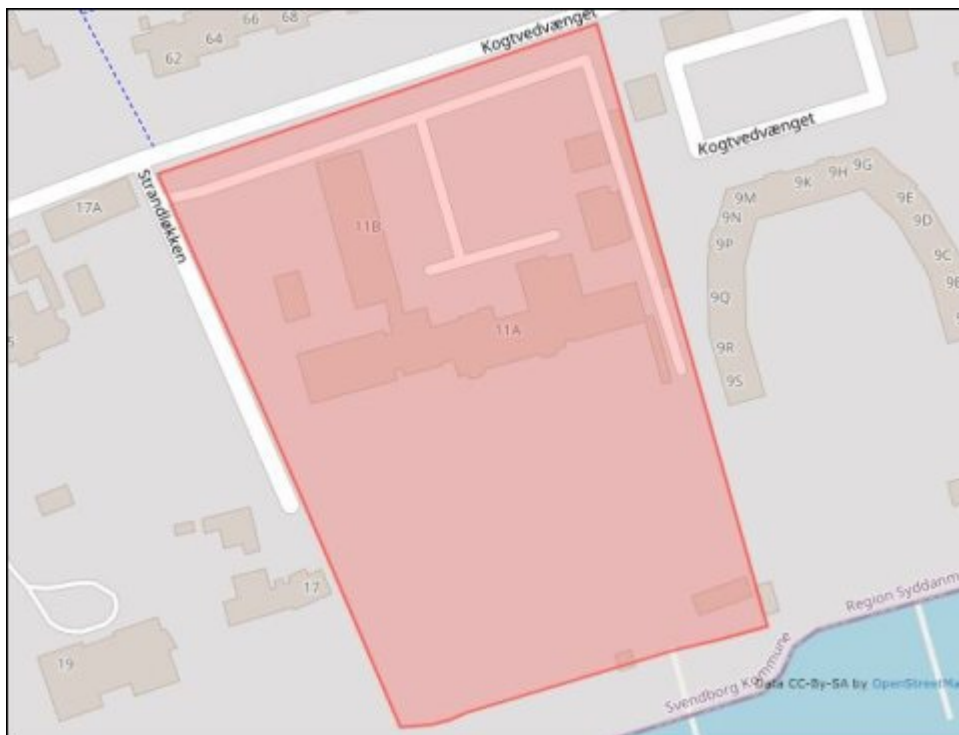 66
68
64
62
Kogtvedvænget
Kogtvedvænget
Strandløkken
17A
11B
11A
9M
9K
9H
9G
9N
9E
9P
9D
9C
9Q
9R
9S
17
19
Region Syddanm
Svendborg Kommune
Data CC-By-SA by OpenStreetMa